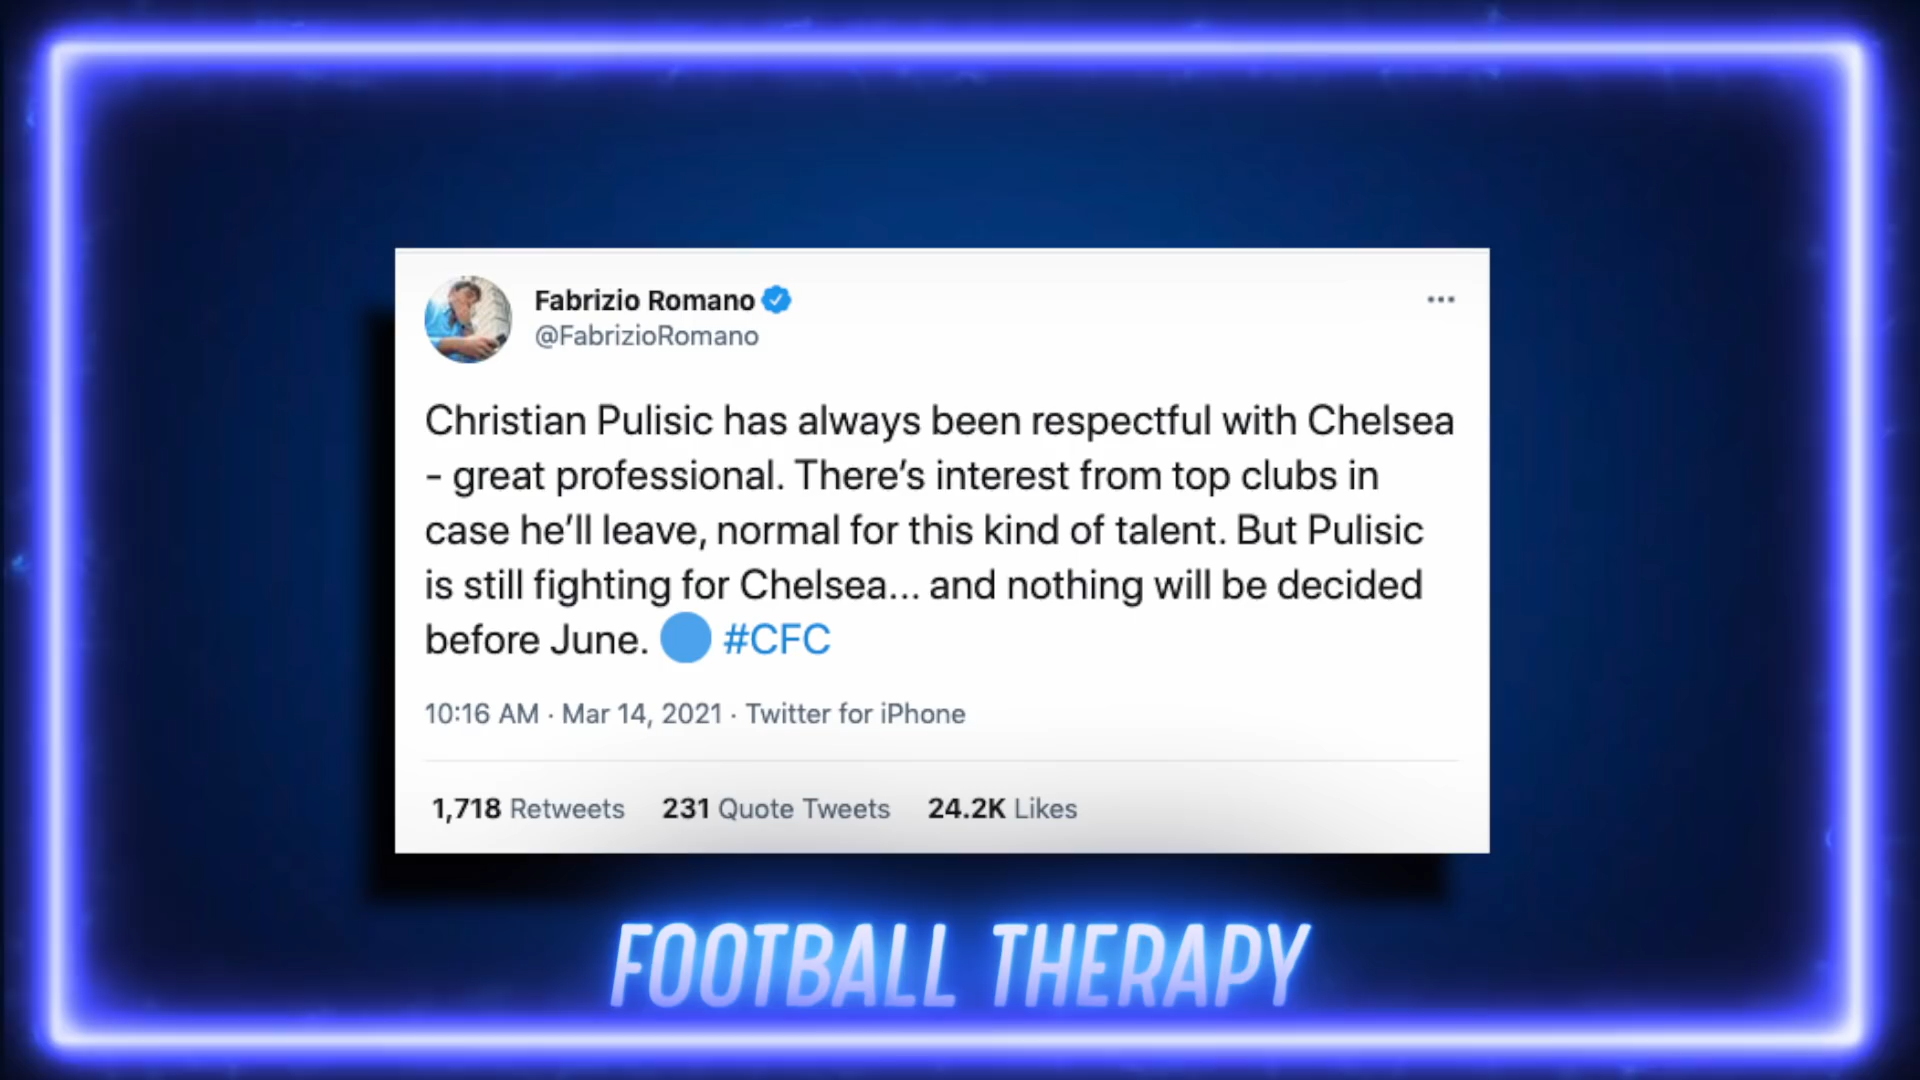 Fabrizio Romano
@FabrizioRomano
Christian Pulisic has always been respectful with Chelsea
- great professional. There’s interest from top clubs in
case he’ll leave, normal for this kind of talent. But Pulisic
is still fighting for Chelsea... and nothing will be decided
before June. 🔵 #CFC
10:16 AM · Mar 14, 2021 · Twitter for iPhone
1,718 Retweets 231 Quote Tweets 24.2K Likes
FOOTBALL THERAPY